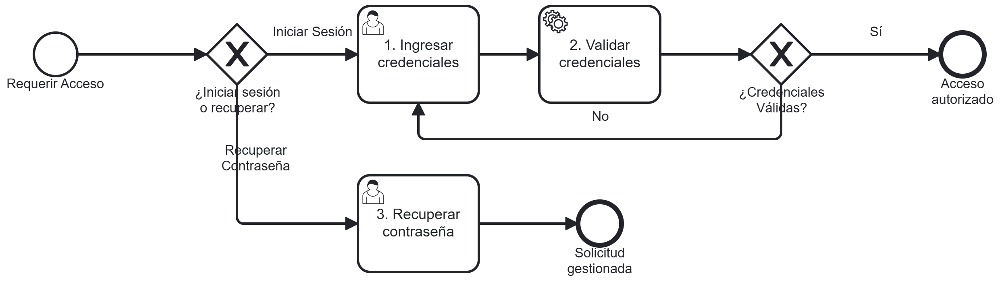 Requerir Acceso
¿Iniciar sesión
o recuperar?
Iniciar Sesión
1. Ingresar
credenciales
2. Validar
credenciales
¿Credenciales
Válidas?
Sí
Acceso
autorizado
No
Recuperar
Contraseña
3. Recuperar
contraseña
Solicitud
gestionada